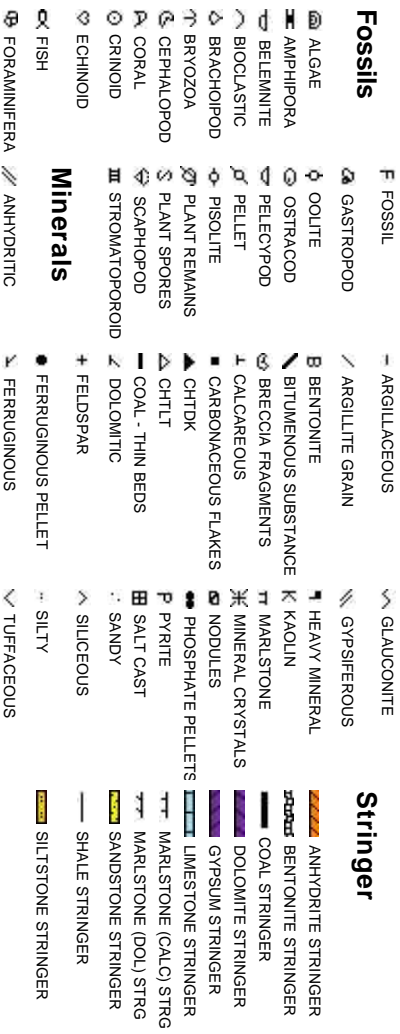 Fossils
ALGAE
AMPHIPORA
BELEMNITE
BIOCLASTIC
BRACHOIPOD
BRYOZOA
CEPHALOPOD
CORAL
CRINOID
ECHINOID
FISH
FORAMINIFERA
F FOSSIL
GASTROPOD
OOLITE
OSTRACOD
PELECYPOD
PELLET
PISOLITE
PLANT REMAINS
S PLANT SPORES
SCAPHOPOD
STROMATOPOROID
Minerals
ANHYDRITIC
ARGILLACEOUS
ARGILLITE GRAIN
B BENTONITE
BITUMENOUS SUBSTANCE
BRECCIA FRAGMENTS
CALCAREOUS
CARBONACEOUS FLAKES
CHTDK
CHTLT
COAL - THIN BEDS
DOLOMITIC
FELDSPAR
FERRUGINOUS PELLET
FERRUGINOUS
GLAUCONITE
GYPSIFEROUS
HEAVY MINERAL
K KAOLIN
MARLSTONE
MINERAL CRYSTALS
NODULES
PHOSPHATE PELLETS
P PYRITE
SALT CAST
SANDY
SILICEOUS
SILTY
TUFFACEOUS
Stringer
ANHYDRITE STRINGER
BENTONITE STRINGER
COAL STRINGER
DOLOMITE STRINGER
GYPSUM STRINGER
LIMESTONE STRINGER
MARLSTONE (CALC) STRG
MARLSTONE (DOL) STRG
SANDSTONE STRINGER
SHALE STRINGER
SILTSTONE STRINGER